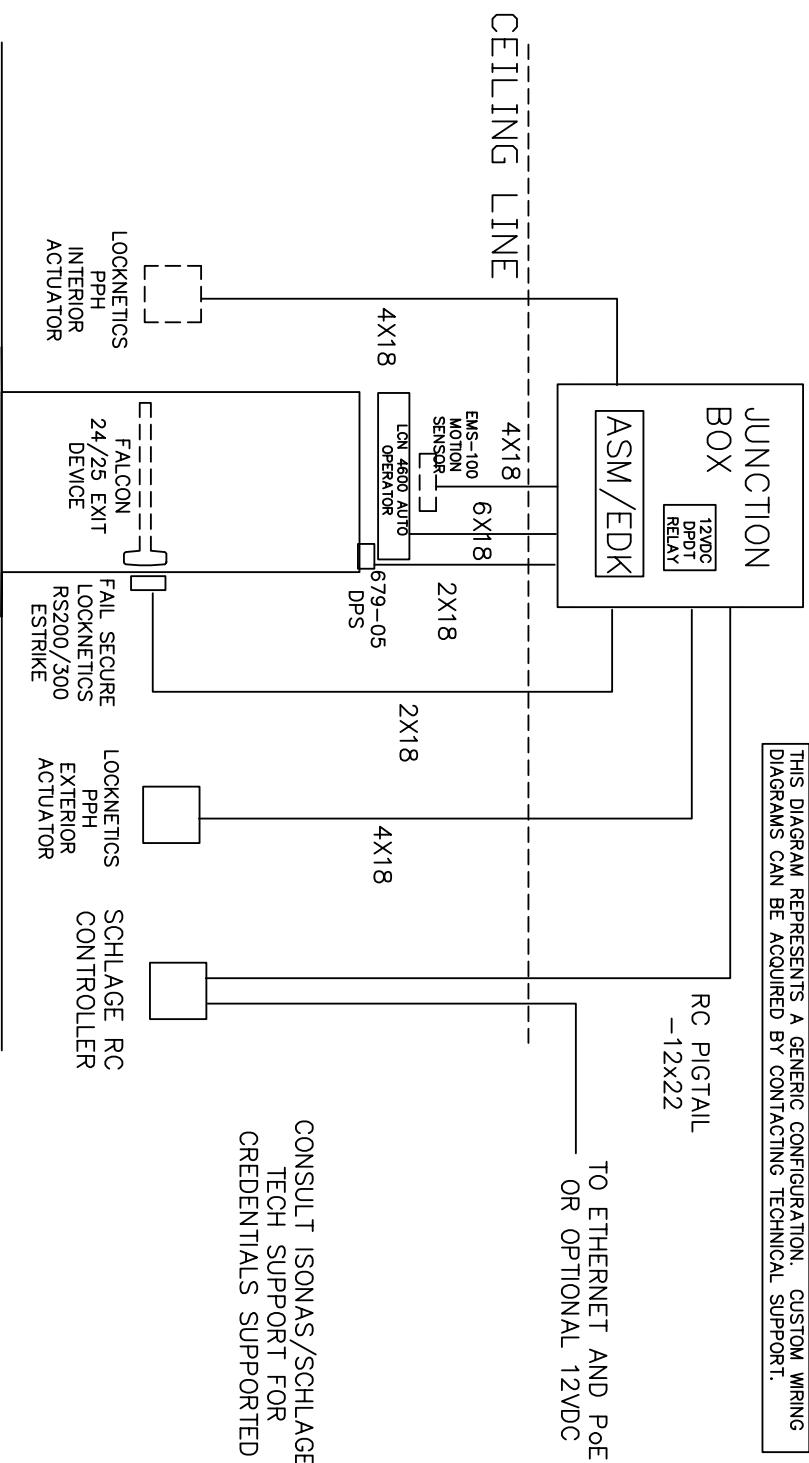 THIS DIAGRAM REPRESENTS A GENERIC CONFIGURATION.  CUSTOM WIRING
DIAGRAMS CAN BE ACQUIRED BY CONTACTING TECHNICAL SUPPORT.
JUNCTION
BOX
12VDC
DPDT
RELAY
ASM/EDK
RC PIGTAIL
-12x22
TO ETHERNET AND PoE
OR OPTIONAL 12VDC
CEILING LINE
4X18
6X18
2X18
EMS-100
MOTION
SENSOR
LCN 4600 AUTO
OPERATOR
679-05
DPS
4X18
2X18
4X18
LOCKNETICS
PPH
INTERIOR
ACTUATOR
FALCON
24/25 EXIT
DEVICE
FAIL SECURE
LOCKNETICS
RS200/300
ESTRIKE
LOCKNETICS
PPH
EXTERIOR
ACTUATOR
SCHLAGE RC
CONTROLLER
CONSULT ISONAS/SCHLAGE
TECH SUPPORT FOR
CREDENTIALS SUPPORTED